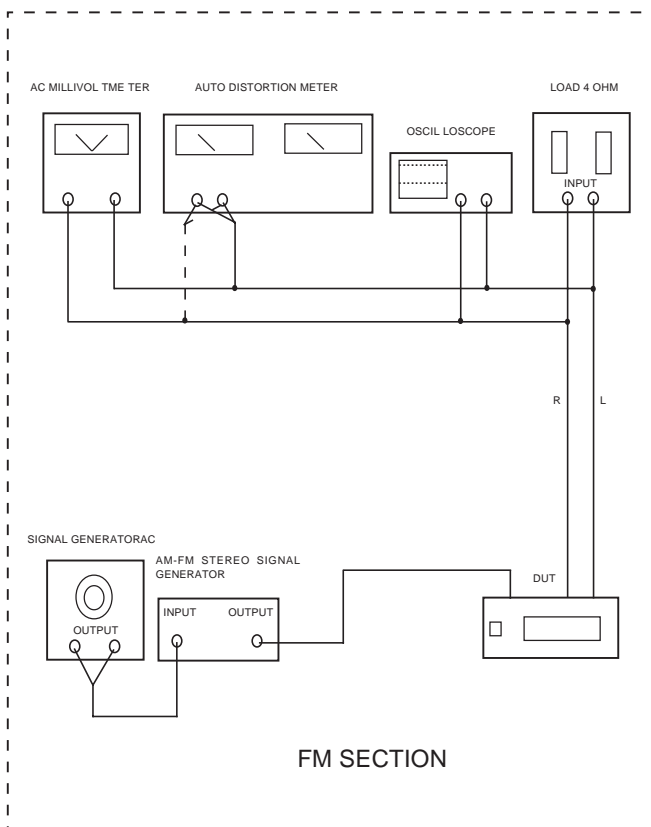 AC MILLIVOL TME TER
AUTO DISTORTION METER
LOAD 4 OHM
OSCIL LOSCOPE
INPUT
R
L
SIGNAL GENERATORAC
AM-FM STEREO SIGNAL
GENERATOR
DUT
INPUT
OUTPUT
OUTPUT
FM SECTION